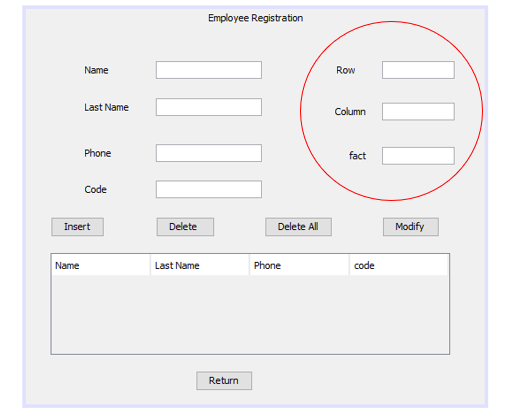 Employee Registration
Name
Row
Last Name
Column
Phone
fact
Code
Insert Delete Delete All Modify
Name Last Name Phone code
Return